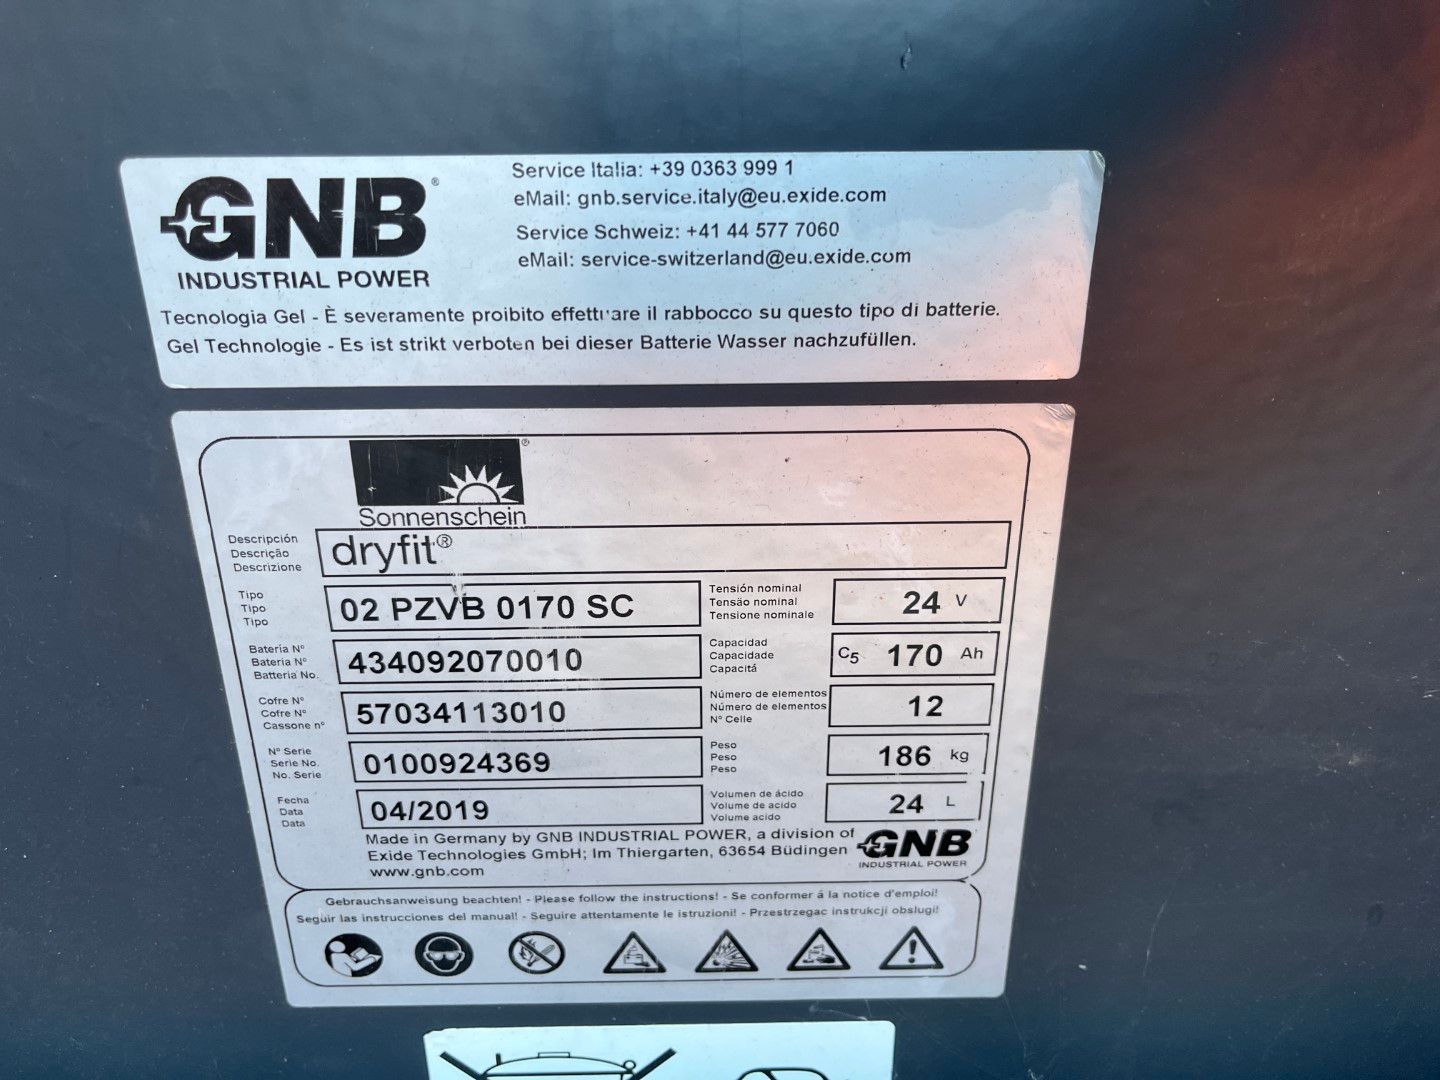 GNB®
INDUSTRIAL POWER
Service Italia: +39 0363 999 1
eMail: gnb.service.italy@eu.exide.com
Service Schweiz: +41 44 577 7060
eMail: service-switzerland@eu.exide.com
Tecnologia Gel - È severamente proibito effettuare il rabbocco su questo tipo di batterie.
Gel Technologie - Es ist strikt verboten bei dieser Batterie Wasser nachzufüllen.
®
Sonnenschein
Descripción
Descrição
Descrizione
dryfit®
Tipo
Tipo
Tipo
02 PZVB 0170 SC
Tensión nominal
Tensão nominal
Tensione nominale
24 V
Bateria Nº
Bateria Nº
Batteria No.
434092070010
Capacidad
Capacidade
Capacitá
C5 170 Ah
Cofre Nº
Cofre Nº
Cassone nº
57034113010
Número de elementos
Número de elementos
Nº Celle
12
Nº Serie
Serie No.
No. Serie
0100924369
Peso
Peso
Peso
186 kg
Fecha
Data
Data
04/2019
Volumen de ácido
Volume de acido
Volume acido
24 L
Made in Germany by GNB INDUSTRIAL POWER, a division of
Exide Technologies GmbH; Im Thiergarten, 63654 Büdingen
www.gnb.com
GNB
INDUSTRIAL POWER
Gebrauchsanweisung beachten! - Please follow the instructions! - Se conformer á la notice d'emploi!
Seguir las instrucciones del manual! - Seguire attentamente le istruzioni! - Przestrzegac instrukcji obslugi!